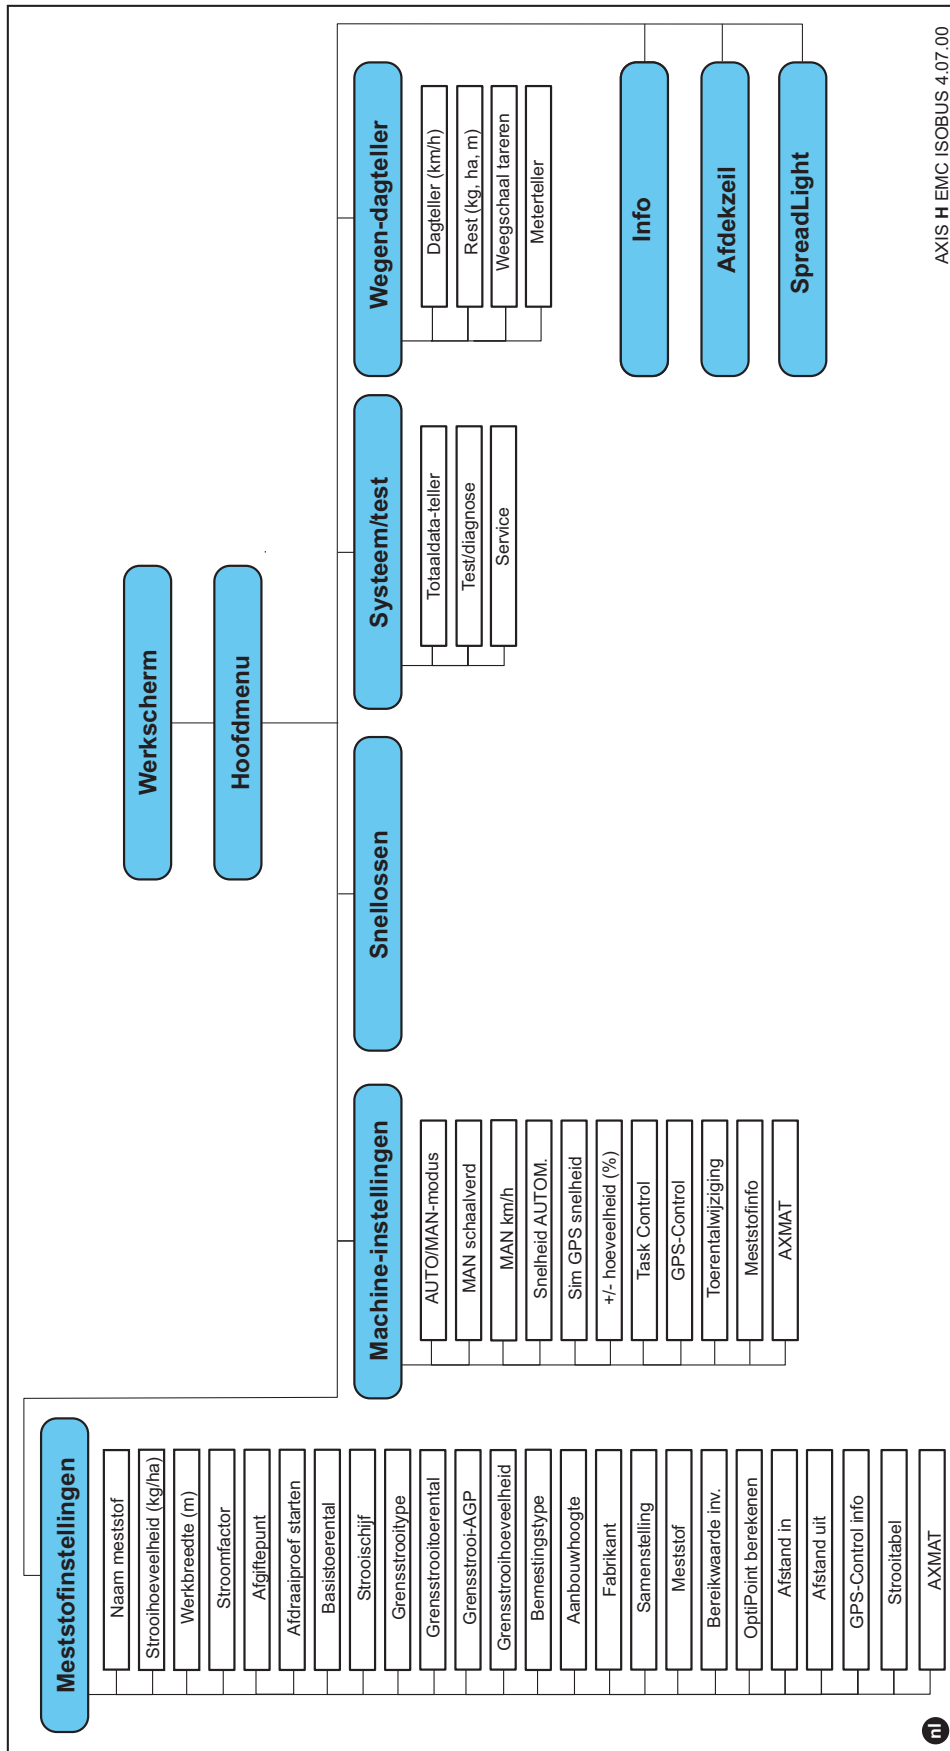 Werkscherm
Hoofdmenu
Meststofinstellingen
Naam meststof
Strooihoeveelheid (kg/ha)
Werkbreedte (m)
Stroomfactor
Afgiftepunt
Afdraaiproef starten
Basistoerental
Strooischijf
Grensstrooitype
Grensstrooitoerental
Grensstrooi-AGP
Grensstrooihoeveelheid
Bemestingstype
Aanbouwhoogte
Fabrikant
Samenstelling
Meststof
Bereikwaarde inv.
OptiPoint berekenen
Afstand in
Afstand uit
GPS-Control info
Strooitabel
AXMAT
Machine-instellingen
AUTO/MAN-modus
MAN schaalverd
MAN km/h
Snelheid AUTOM.
Sim GPS snelheid
+/- hoeveelheid (%)
Task Control
GPS-Control
Toerentalwijziging
Meststofinfo
AXMAT
Snellossen
Systeem/test
Totaaldata-teller
Test/diagnose
Service
Wegen-dagteller
Dagteller (km/h)
Rest (kg, ha, m)
Weegschaal tareren
Meterteller
Info
Afdekzeil
SpreadLight
nl
AXIS H EMC ISOBUS 4.07.00